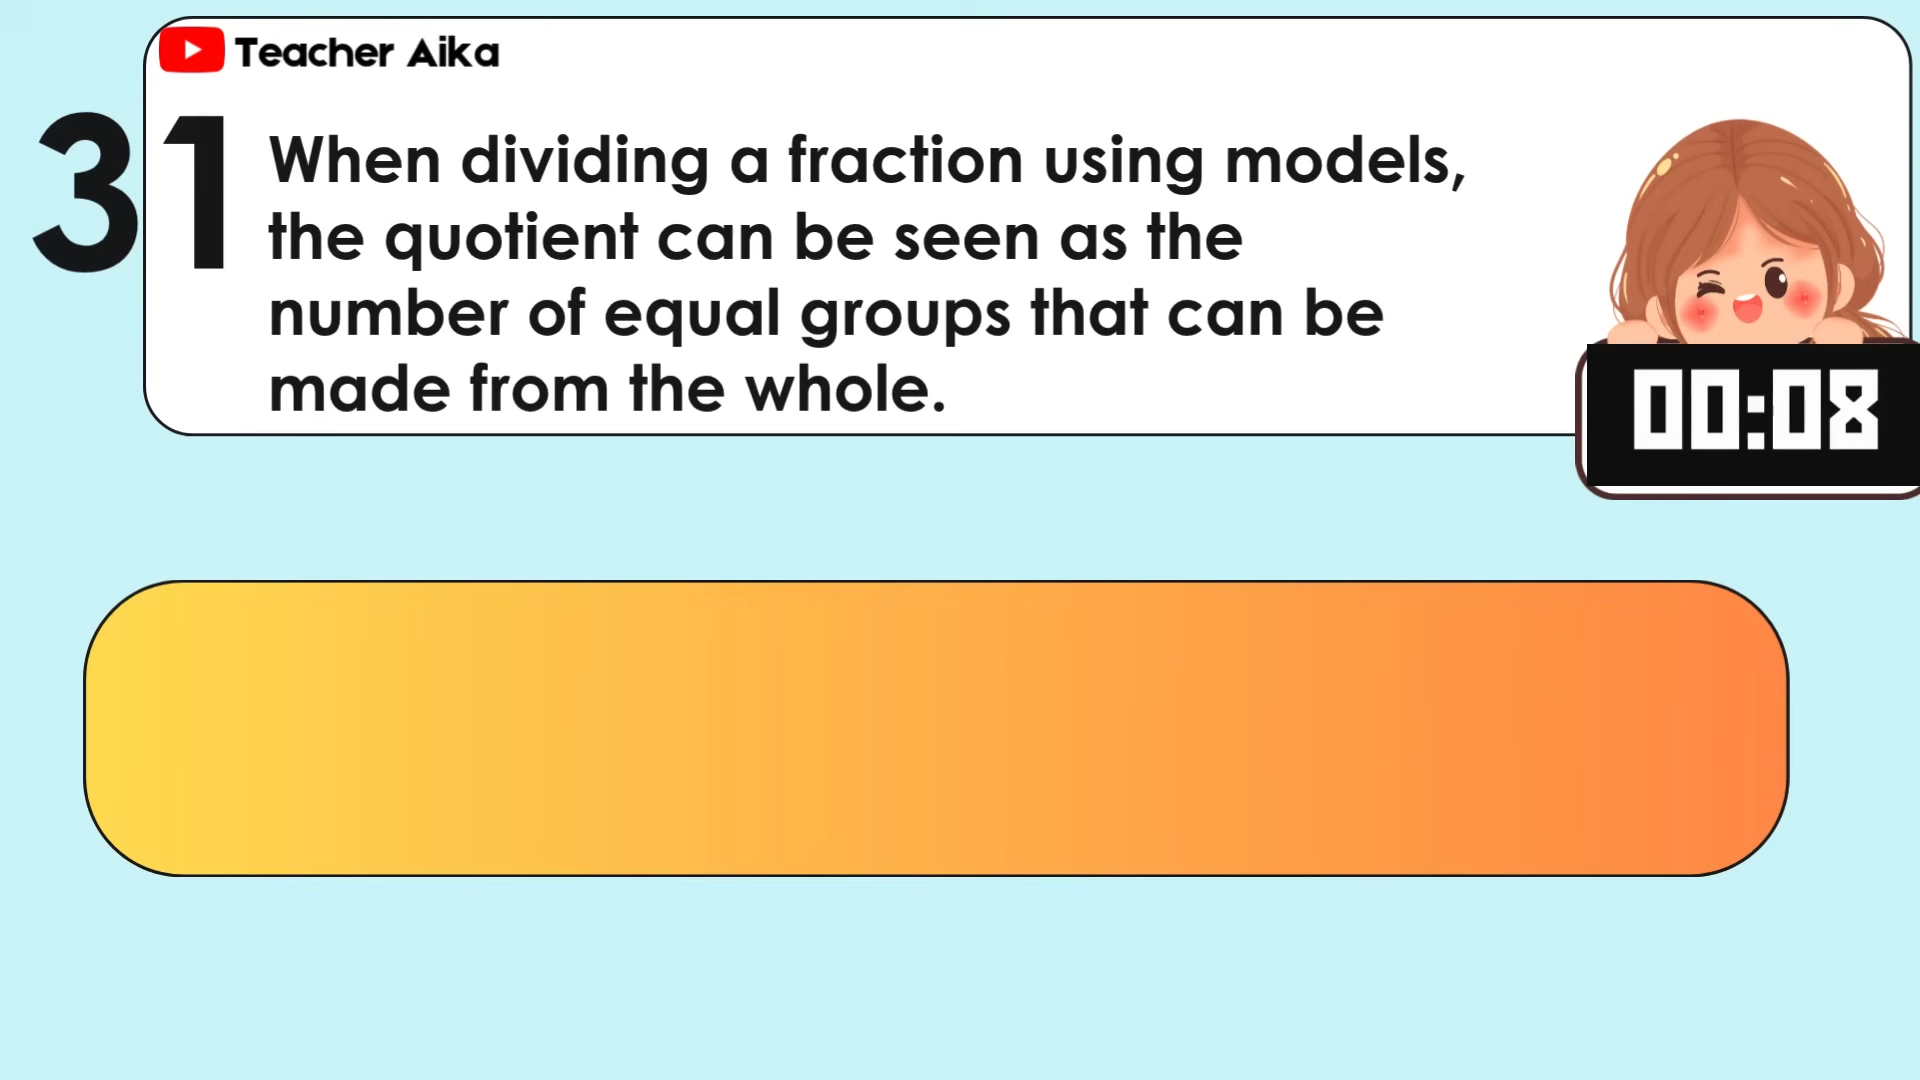 Teacher Aika
31
When dividing a fraction using models,
the quotient can be seen as the
number of equal groups that can be
made from the whole.
00:08